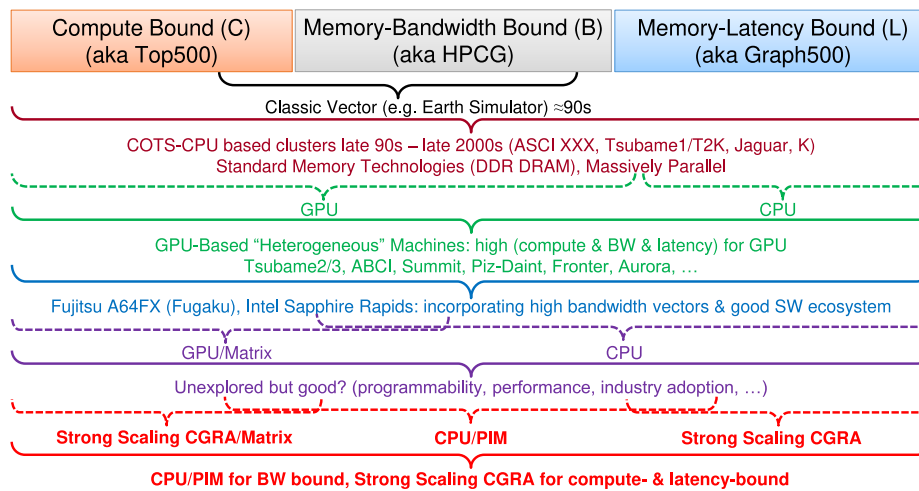 Compute Bound (C)
(aka Top500)
Memory-Bandwidth Bound (B)
(aka HPCG)
Memory-Latency Bound (L)
(aka Graph500)
Classic Vector (e.g. Earth Simulator) ≈90s
COTS-CPU based clusters late 90s – late 2000s (ASCI XXX, Tsubame1/T2K, Jaguar, K)
Standard Memory Technologies (DDR DRAM), Massively Parallel
GPU
CPU
GPU-Based “Heterogeneous” Machines: high (compute & BW & latency) for GPU
Tsubame2/3, ABCI, Summit, Piz-Daint, Fronter, Aurora, …
Fujitsu A64FX (Fugaku), Intel Sapphire Rapids: incorporating high bandwidth vectors & good SW ecosystem
GPU/Matrix
CPU
Unexplored but good? (programmability, performance, industry adoption, …)
Strong Scaling CGRA/Matrix
CPU/PIM
Strong Scaling CGRA
CPU/PIM for BW bound, Strong Scaling CGRA for compute- & latency-bound